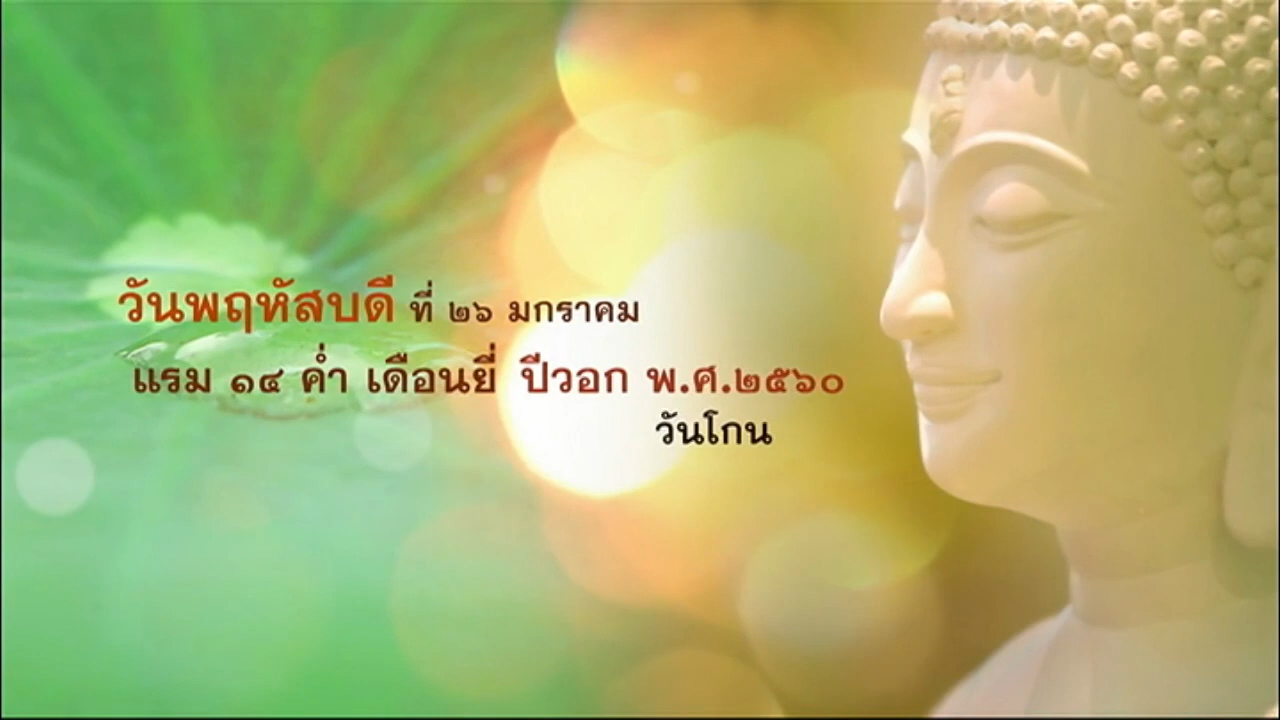 วันพฤหัสบดี ที่ ๒๖ มกราคม
แรม ๑๔ ค่ำ เดือนยี่ ปีวอก พ.ศ.๒๕๖๐
วันโกน